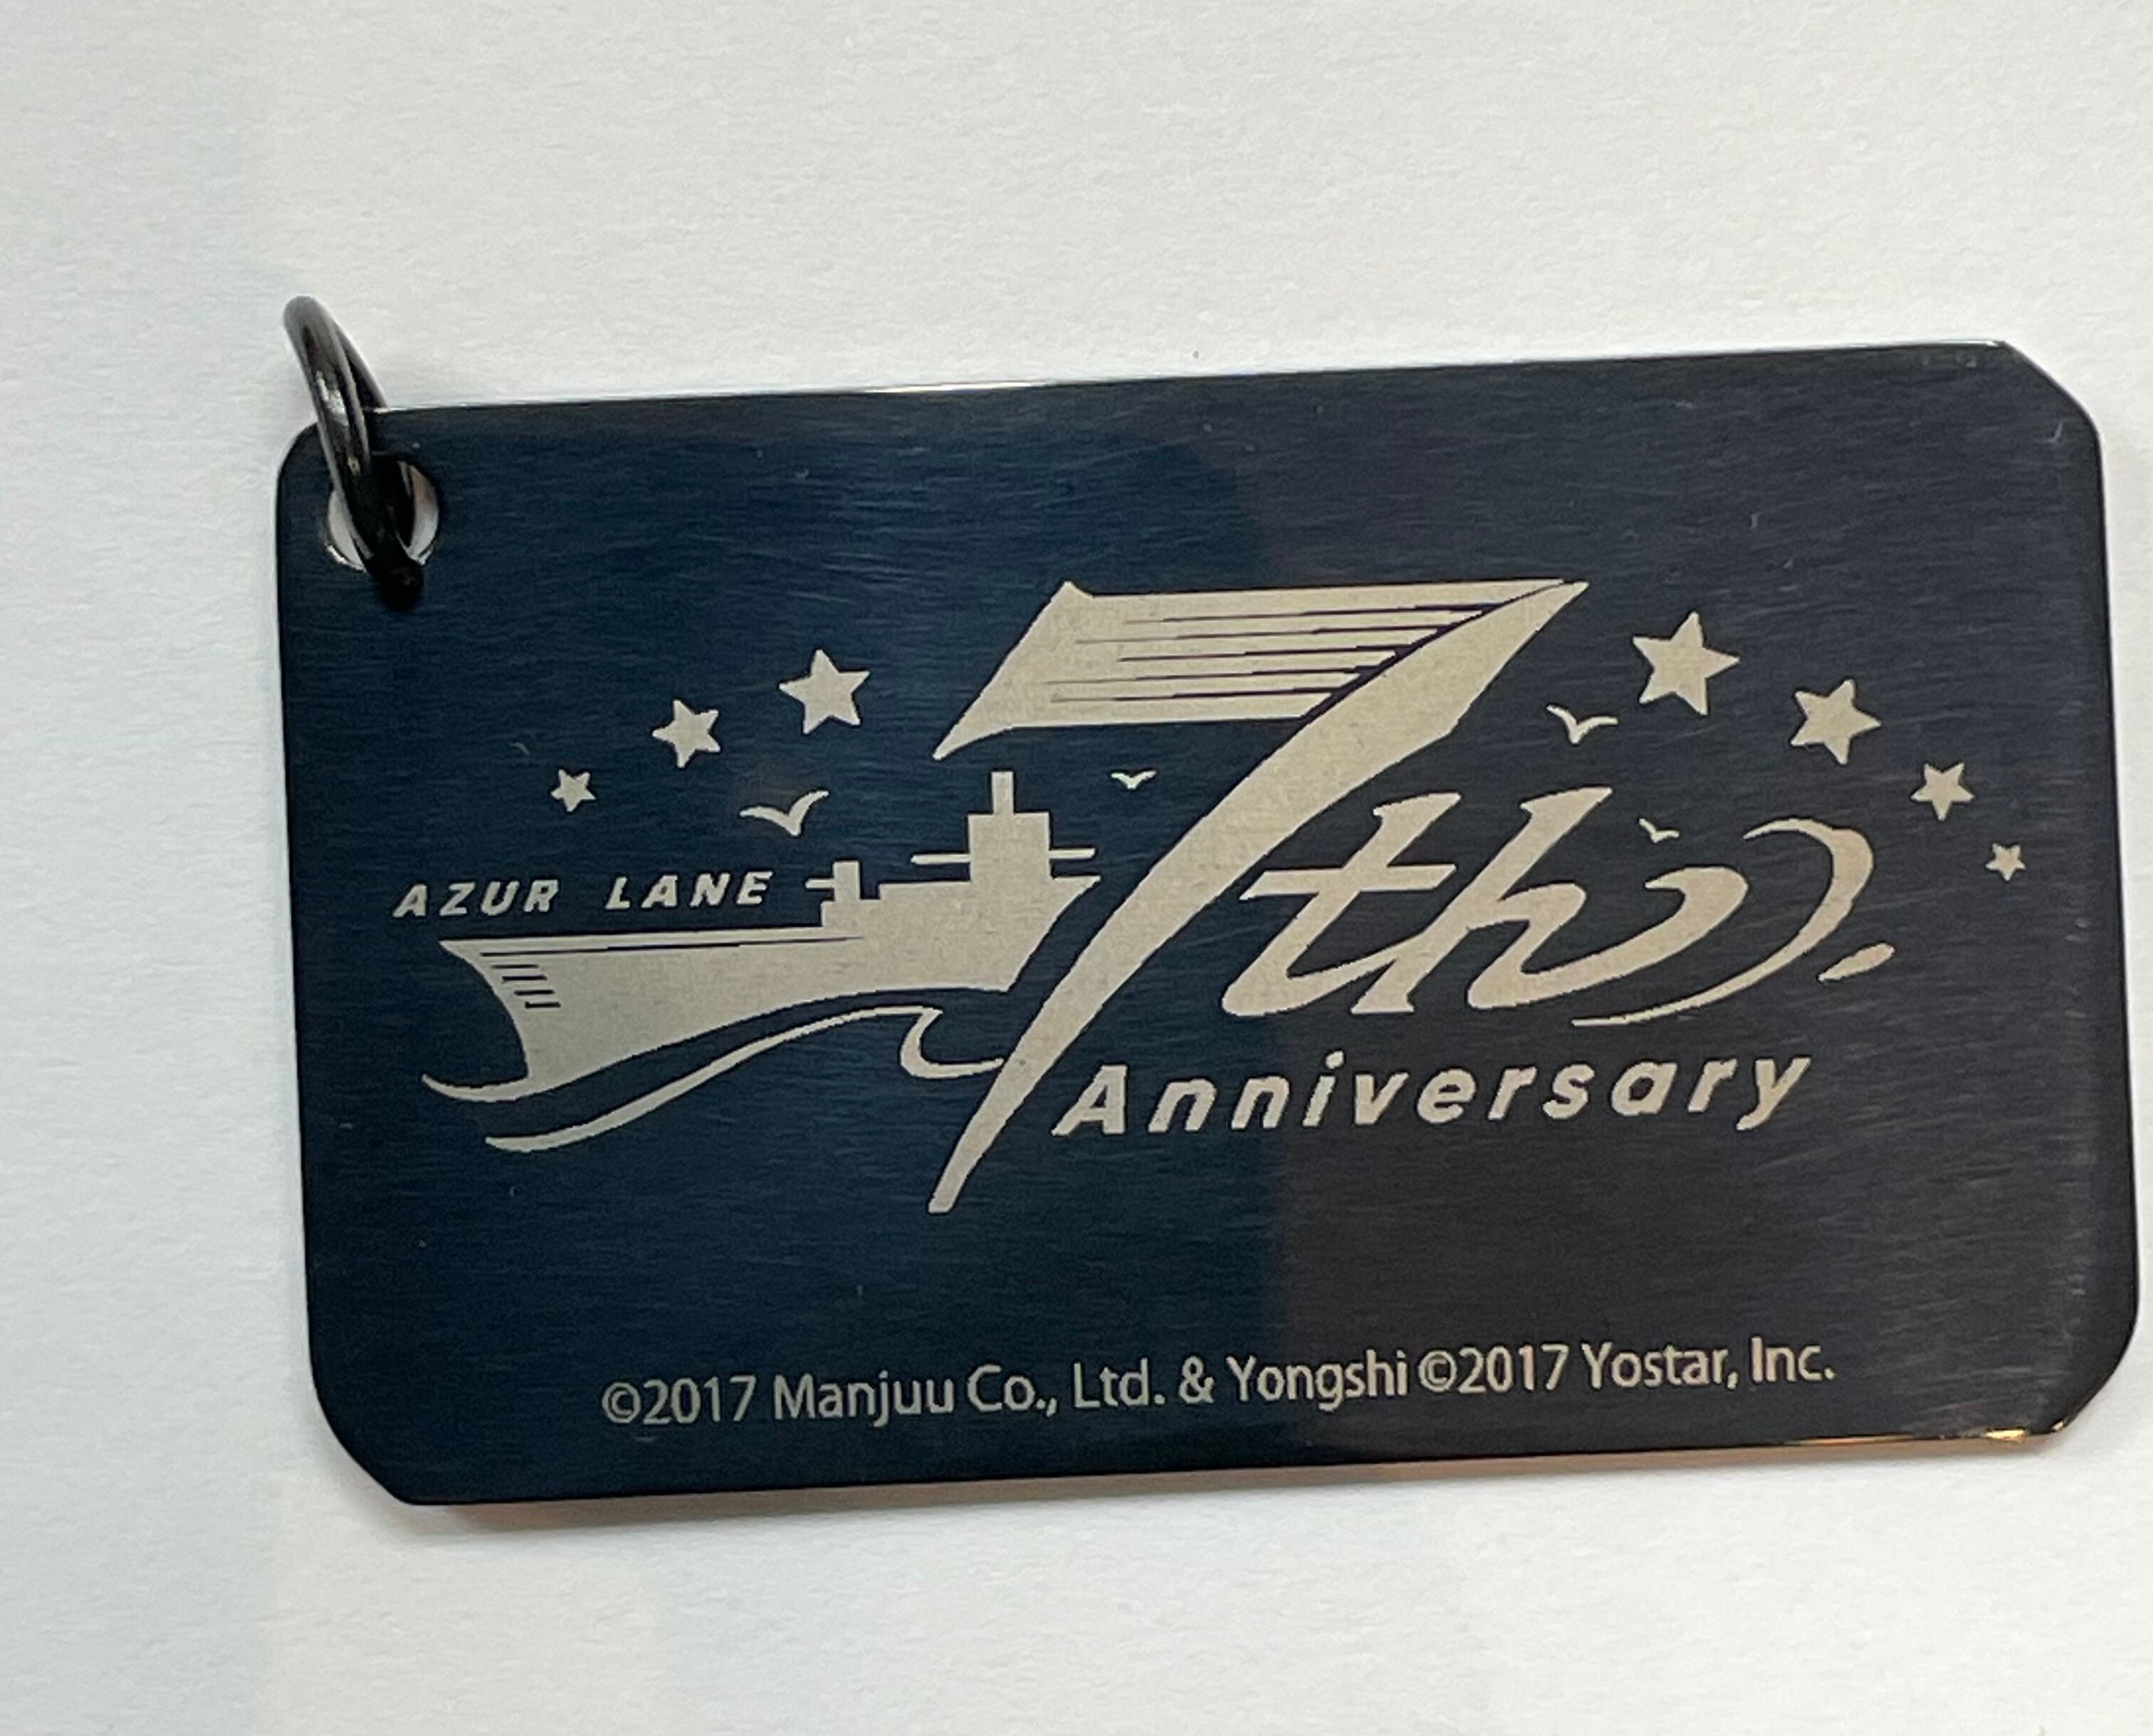 AZUR LANE
7th
Anniversary
©2017 Manjuu Co., Ltd. & Yongshi ©2017 Yostar, Inc.